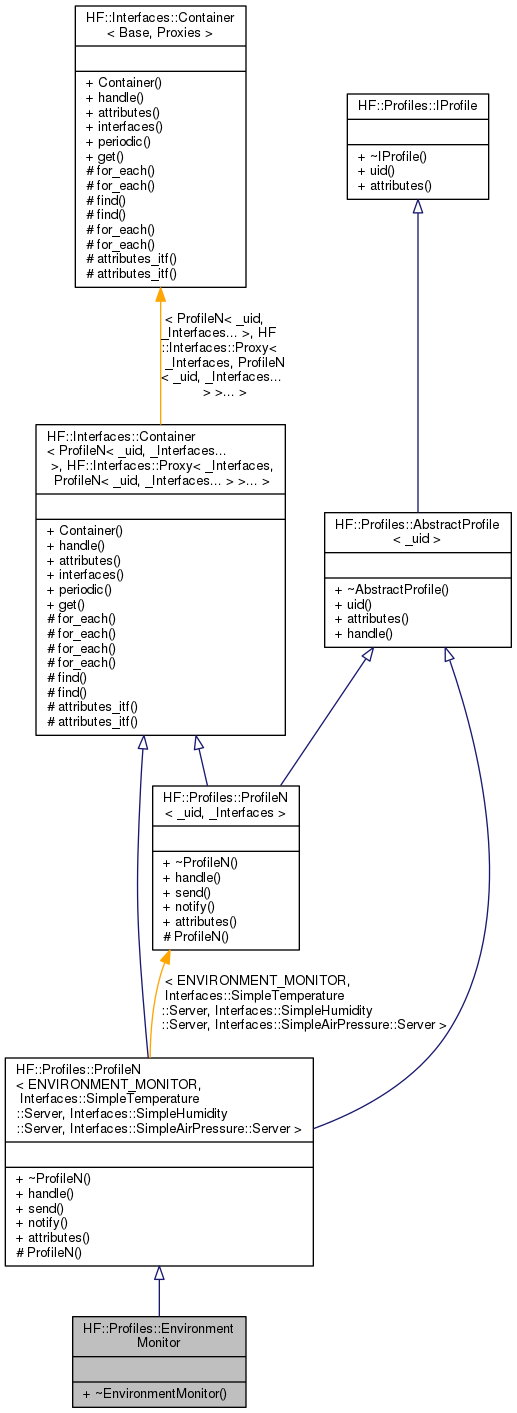 HF::Interfaces::Container
< Base, Proxies >
+ Container()
+ handle()
+ attributes()
+ interfaces()
+ periodic()
+ get()
# for_each()
# for_each()
# find()
# find()
# for_each()
# for_each()
# attributes_itf()
# attributes_itf()
HF::Profiles::IProfile
+ ~IProfile()
+ uid()
+ attributes()
< ProfileN< _uid,
_Interfaces... >, HF
::Interfaces::Proxy<
_Interfaces, ProfileN
< _uid, _Interfaces...
> >... >
HF::Interfaces::Container
< ProfileN< _uid, _Interfaces...
>, HF::Interfaces::Proxy< _Interfaces,
ProfileN< _uid, _Interfaces... > >... >
+ Container()
+ handle()
+ attributes()
+ interfaces()
+ periodic()
+ get()
# for_each()
# for_each()
# for_each()
# for_each()
# find()
# find()
# attributes_itf()
# attributes_itf()
HF::Profiles::AbstractProfile
< _uid >
+ ~AbstractProfile()
+ uid()
+ attributes()
+ handle()
HF::Profiles::ProfileN
< _uid, _Interfaces >
+ ~ProfileN()
+ handle()
+ send()
+ notify()
+ attributes()
# ProfileN()
< ENVIRONMENT_MONITOR,
Interfaces::SimpleTemperature
::Server, Interfaces::SimpleHumidity
::Server, Interfaces::SimpleAirPressure::Server >
HF::Profiles::ProfileN
< ENVIRONMENT_MONITOR,
Interfaces::SimpleTemperature
::Server, Interfaces::SimpleHumidity
::Server, Interfaces::SimpleAirPressure::Server >
+ ~ProfileN()
+ handle()
+ send()
+ notify()
+ attributes()
# ProfileN()
HF::Profiles::Environment
Monitor
+ ~EnvironmentMonitor()